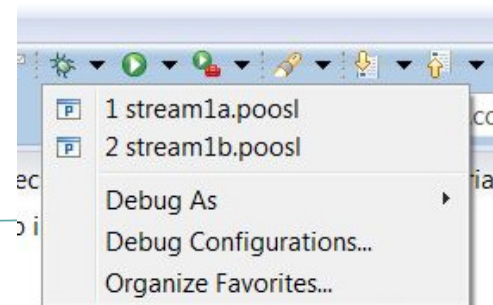 1 stream1a.poosl
2 stream1b.poosl
Debug As
Debug Configurations...
Organize Favorites...